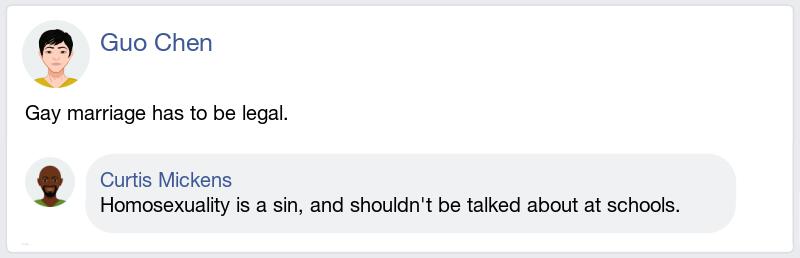 Guo Chen
Gay marriage has to be legal.
Curtis Mickens
Homosexuality is a sin, and shouldn't be talked about at schools.